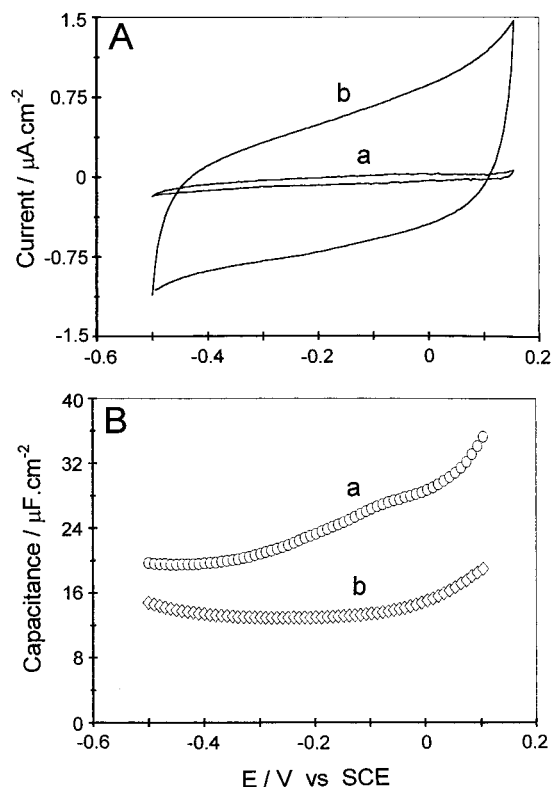 A
1.5
0.75
0
-0.75
-1.5
Current / μA.cm⁻²
b
a
-0.6
-0.4
-0.2
0
0.2
B
40
32
24
16
8
0
Capacitance / μF.cm⁻²
a
b
-0.6
-0.4
-0.2
0
0.2
E / V vs SCE